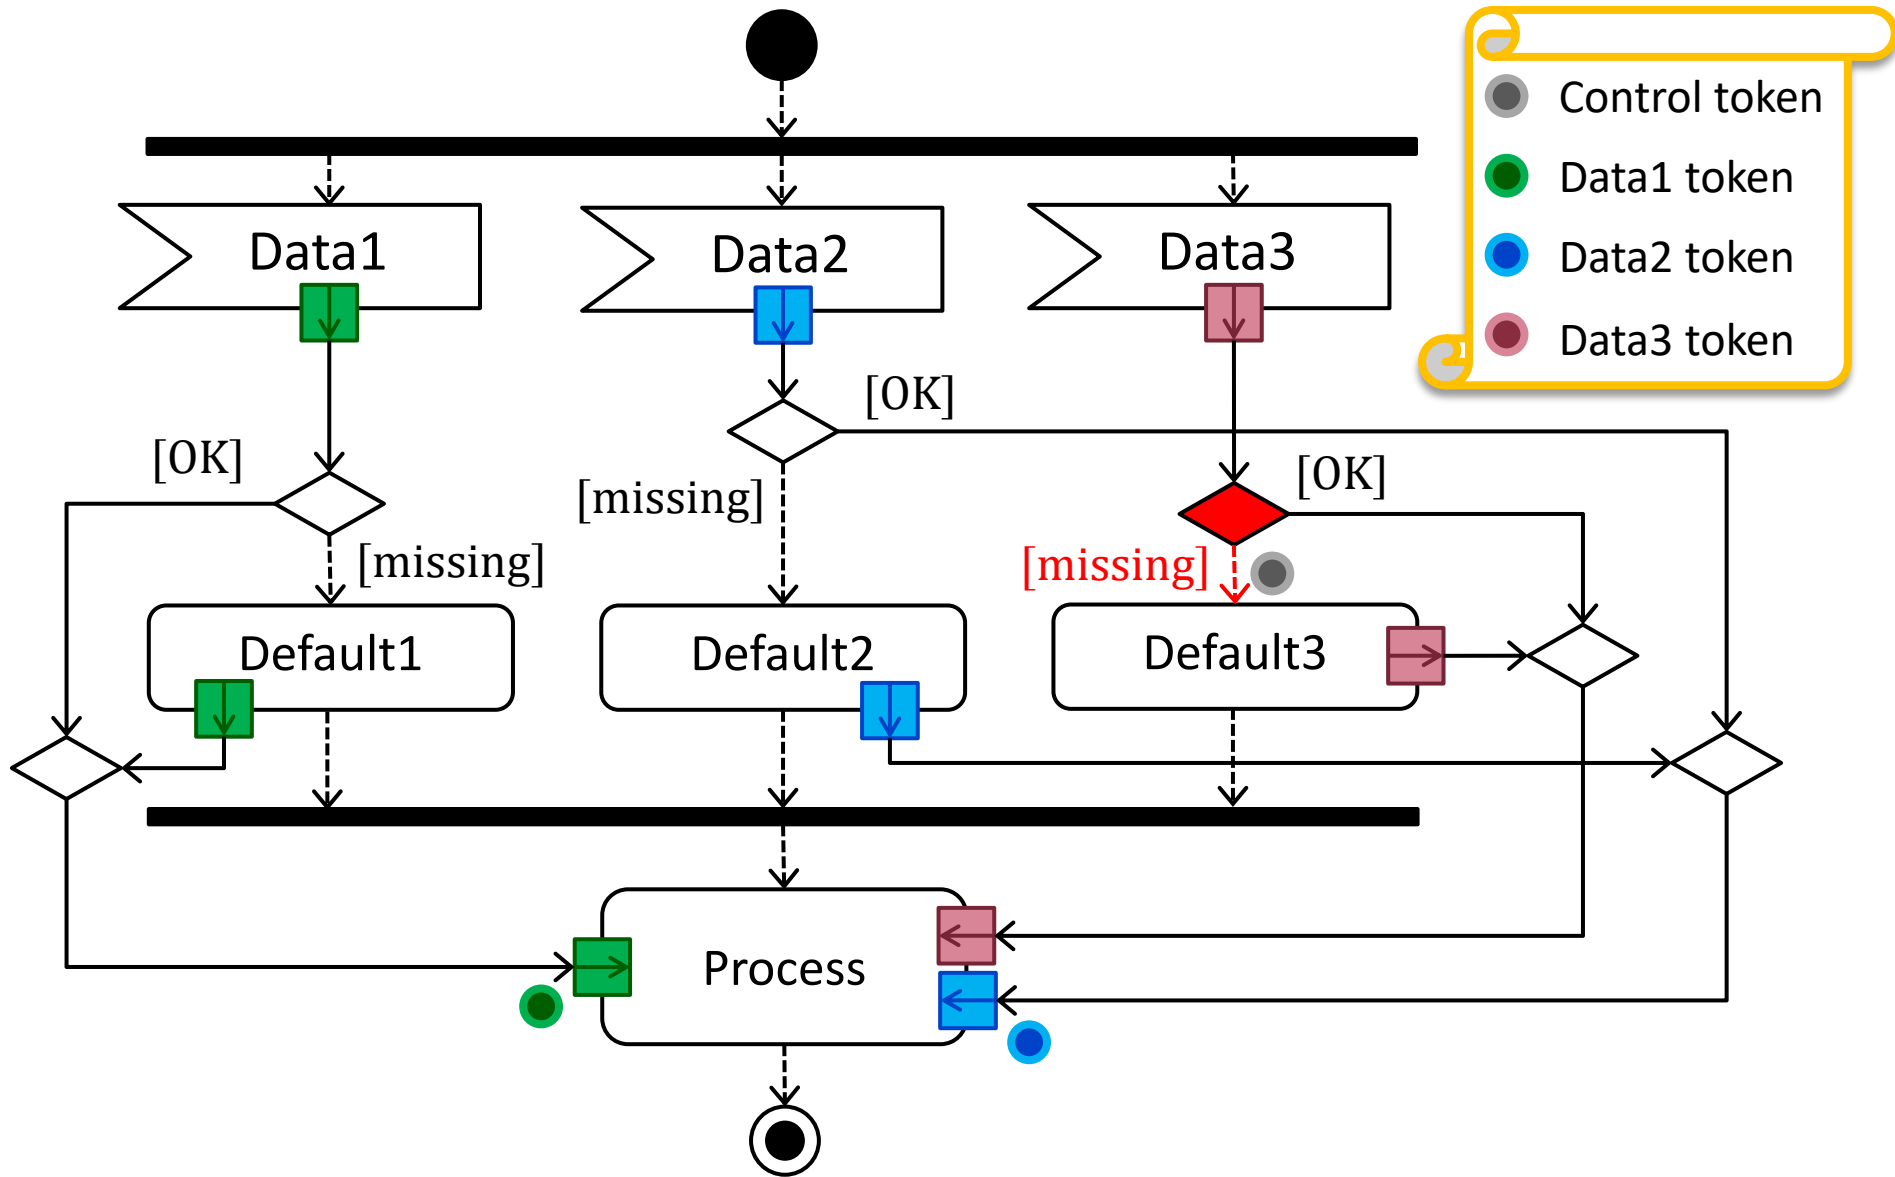 Control token
Data1 token
Data2 token
Data3 token
Data1
Data2
Data3
[OK]
[OK]
[OK]
[missing]
[missing]
[missing]
Default1
Default2
Default3
Process